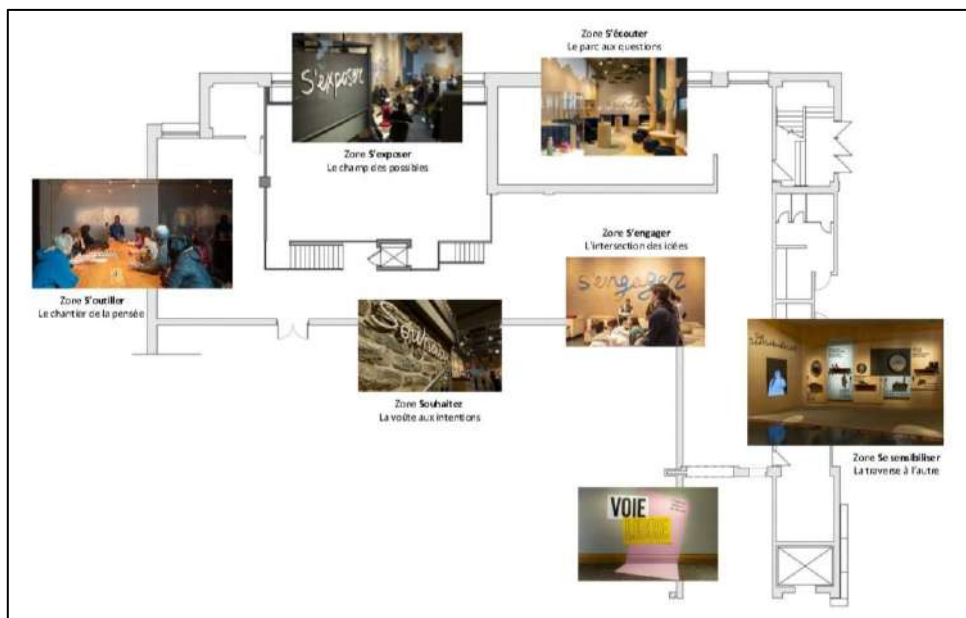 Zone S'écouter
Le parc aux questions
S'exposer
Zone S'exposer
Le champ des possibles
Zone S'engager
L'intersection des idées
s'engager
Zone S'outiller
Le chantier de la pensée
Zone Souhaiter
La voûte aux intentions
Zone Se sensibiliser
La traverse à l'autre
VOIE